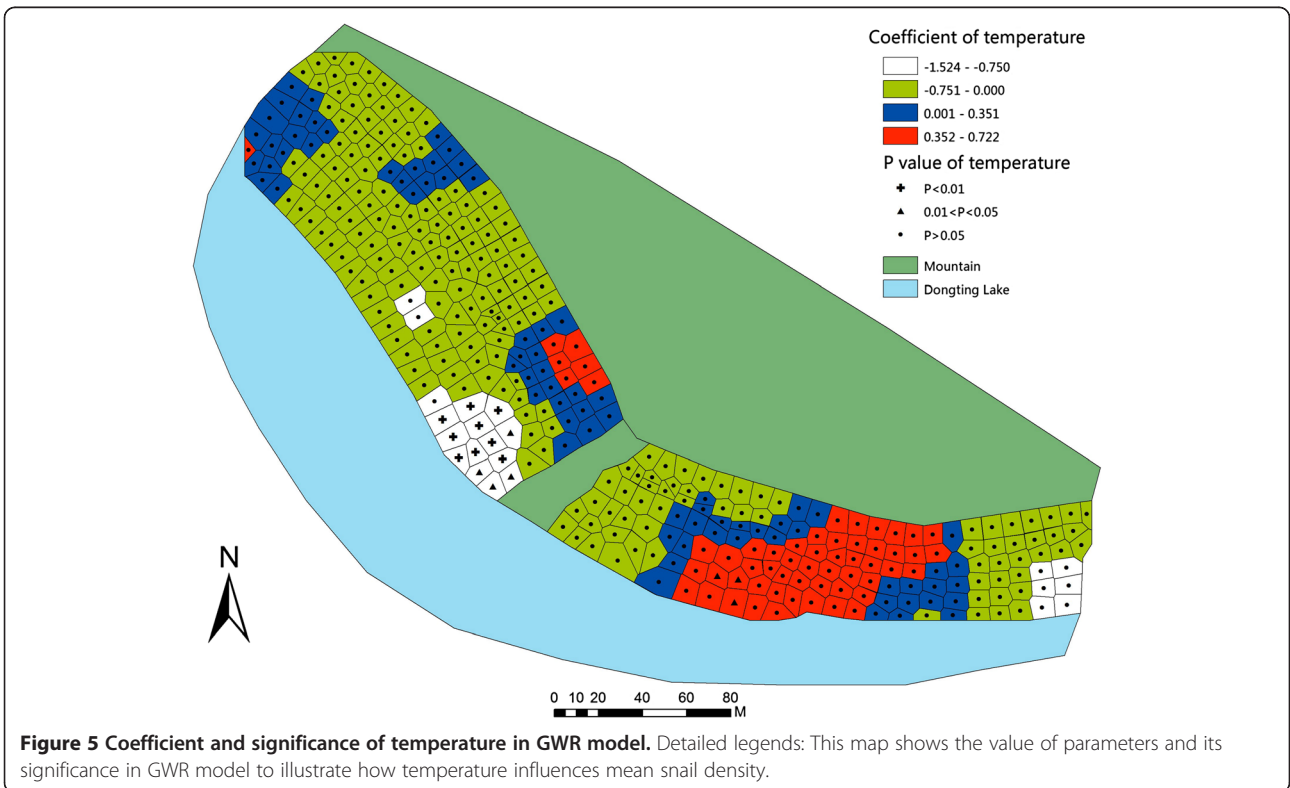 Coefficient of temperature
-1.524 - -0.750
-0.751 - 0.000
0.001 - 0.351
0.352 - 0.722
P value of temperature
P<0.01
0.01<P<0.05
P>0.05
Mountain
Dongting Lake
N
0 10 20 40 60 80
M
Figure 5 Coefficient and significance of temperature in GWR model. Detailed legends: This map shows the value of parameters and its
significance in GWR model to illustrate how temperature influences mean snail density.